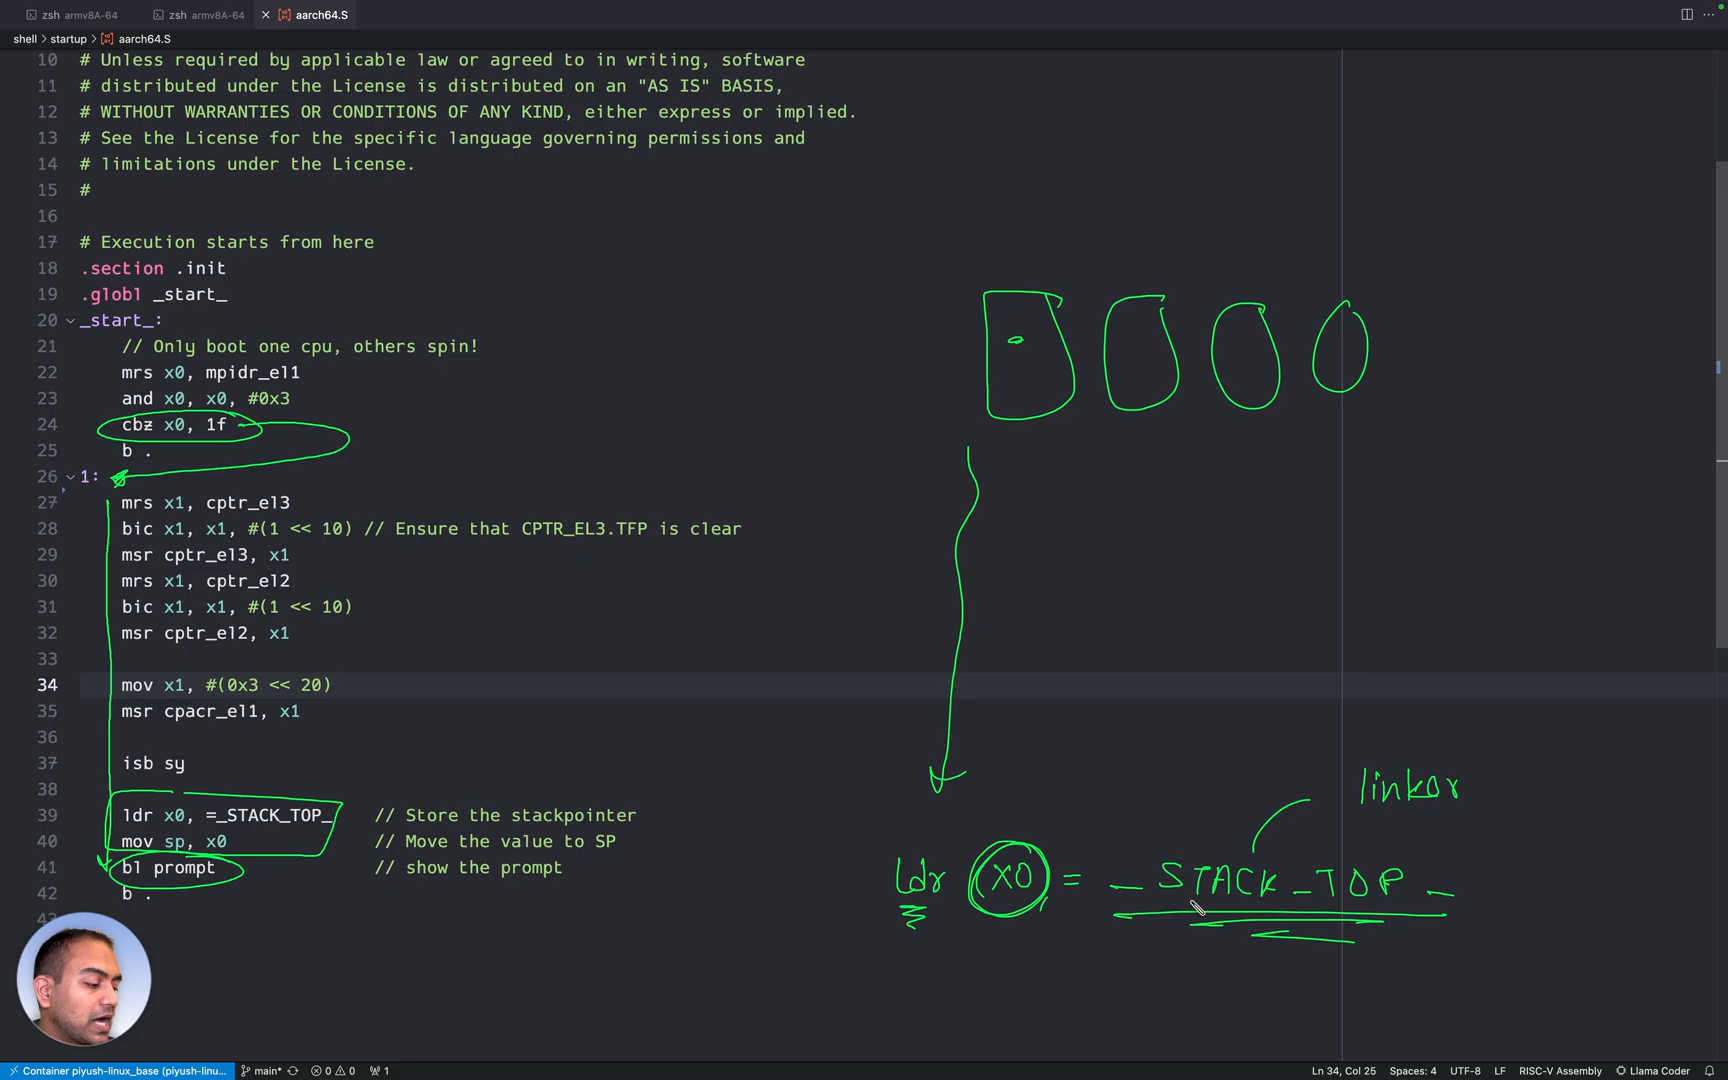 zsh armv8A-64 zsh armv8A-64 × aarch64.S ...
shell > startup > aarch64.S
10 # Unless required by applicable law or agreed to in writing, software
11 # distributed under the License is distributed on an "AS IS" BASIS,
12 # WITHOUT WARRANTIES OR CONDITIONS OF ANY KIND, either express or implied.
13 # See the License for the specific language governing permissions and
14 # limitations under the License.
15 #
16
17 # Execution starts from here
18 .section .init
19 .globl _start_
20 _start_:
21 // Only boot one cpu, others spin!
22 mrs x0, mpidr_el1
23 and x0, x0, #0x3
24 cbz x0, 1f
25 b .
26 1:
27 mrs x1, cptr_el3
28 bic x1, x1, #(1 << 10) // Ensure that CPTR_EL3.TFP is clear
29 msr cptr_el3, x1
30 mrs x1, cptr_el2
31 bic x1, x1, #(1 << 10)
32 msr cptr_el2, x1
33
34 mov x1, #(0x3 << 20)
35 msr cpacr_el1, x1
36
37 isb sy
38
39 ldr x0, =_STACK_TOP_ // Store the stackpointer
40 mov sp, x0 // Move the value to SP
41 bl prompt // show the prompt
42 b .
linker
ldr X0, = _STACK_TOP_
Container piyush-linux_base (piyush-linu... main* 0 0 1 Ln 34, Col 25 Spaces: 4 UTF-8 LF RISC-V Assembly Llama Coder